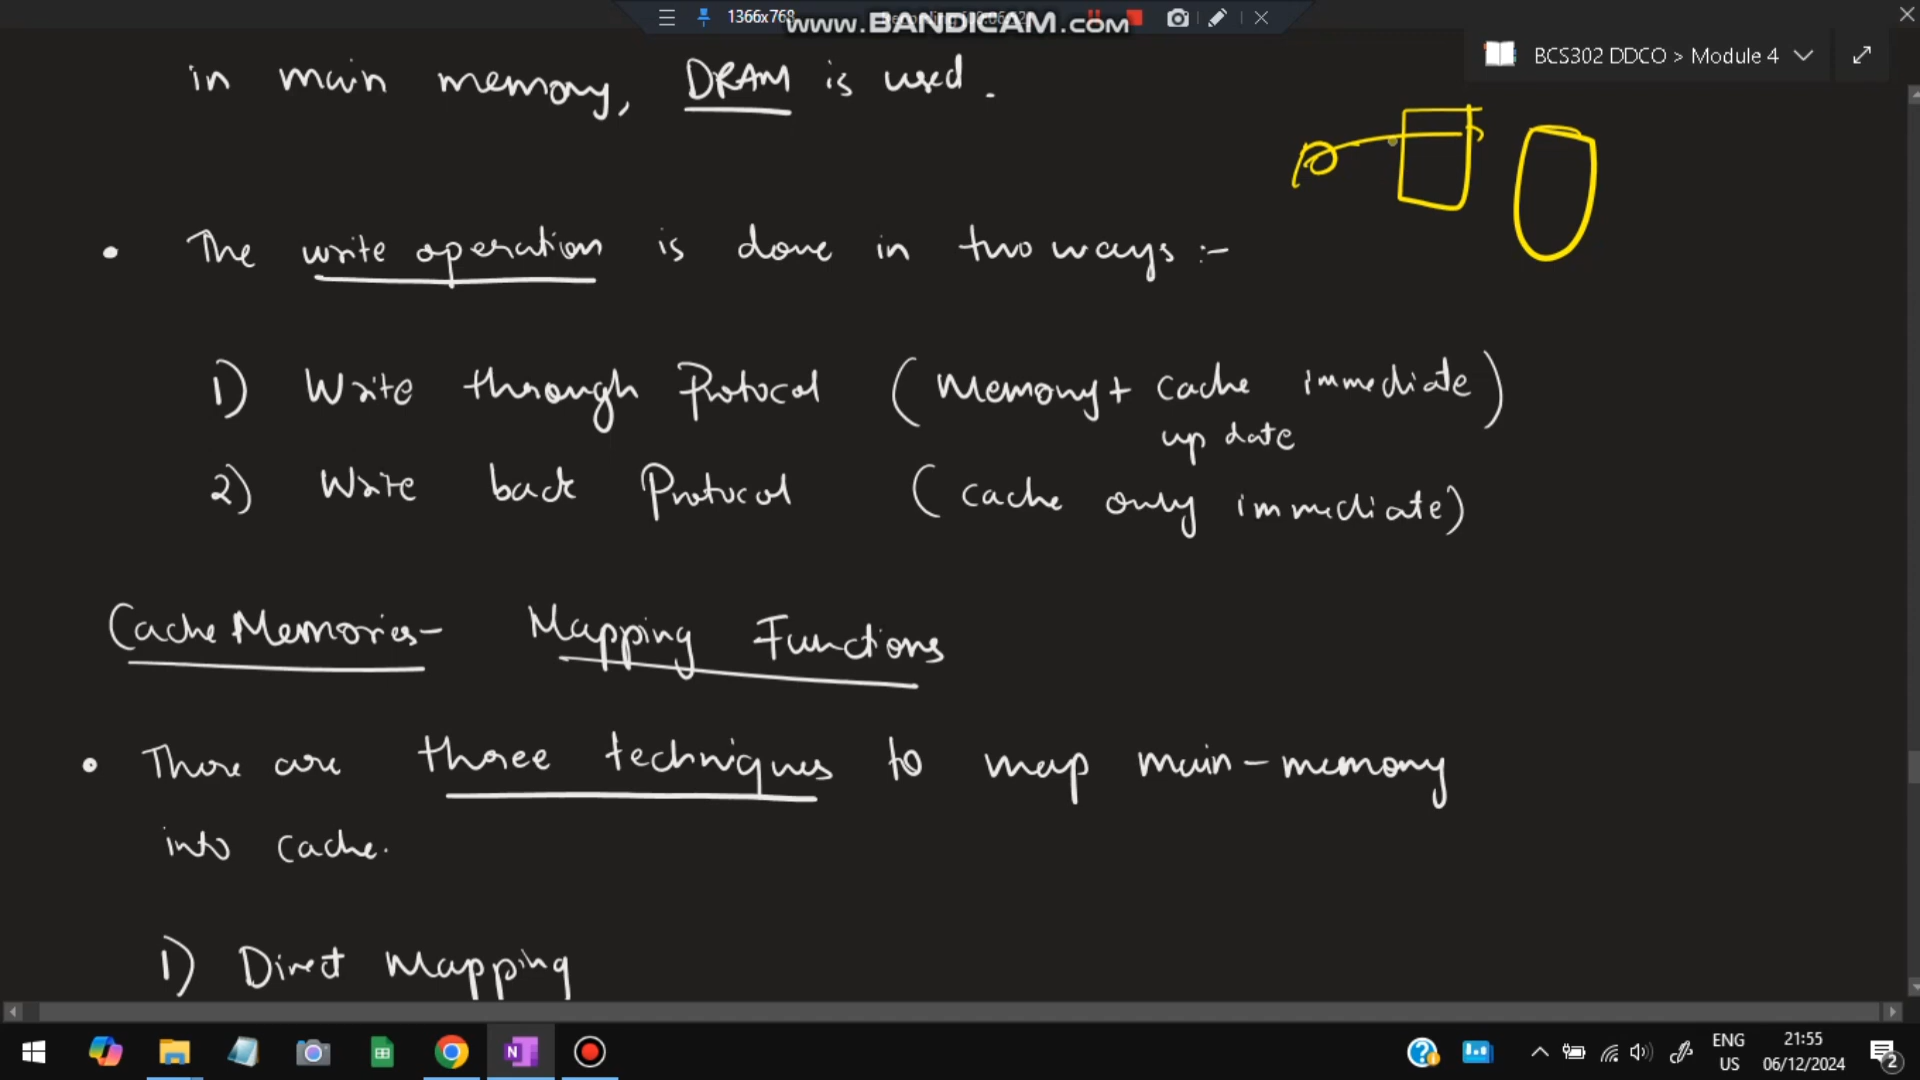 1366x768
www.BANDICAM.com
BCS302 DDCO > Module 4
in main memory, DRAM is used.
• The write operation is done in two ways :-
1) Write through Protocol (Memory + cache immediate)
up date
2) Write back Protocol (cache only immediate)
Cache Memories - Mapping Functions
• There are three techniques to map main-memory
into cache.
1) Direct Mapping
ENG
US
21:55
06/12/2024
2